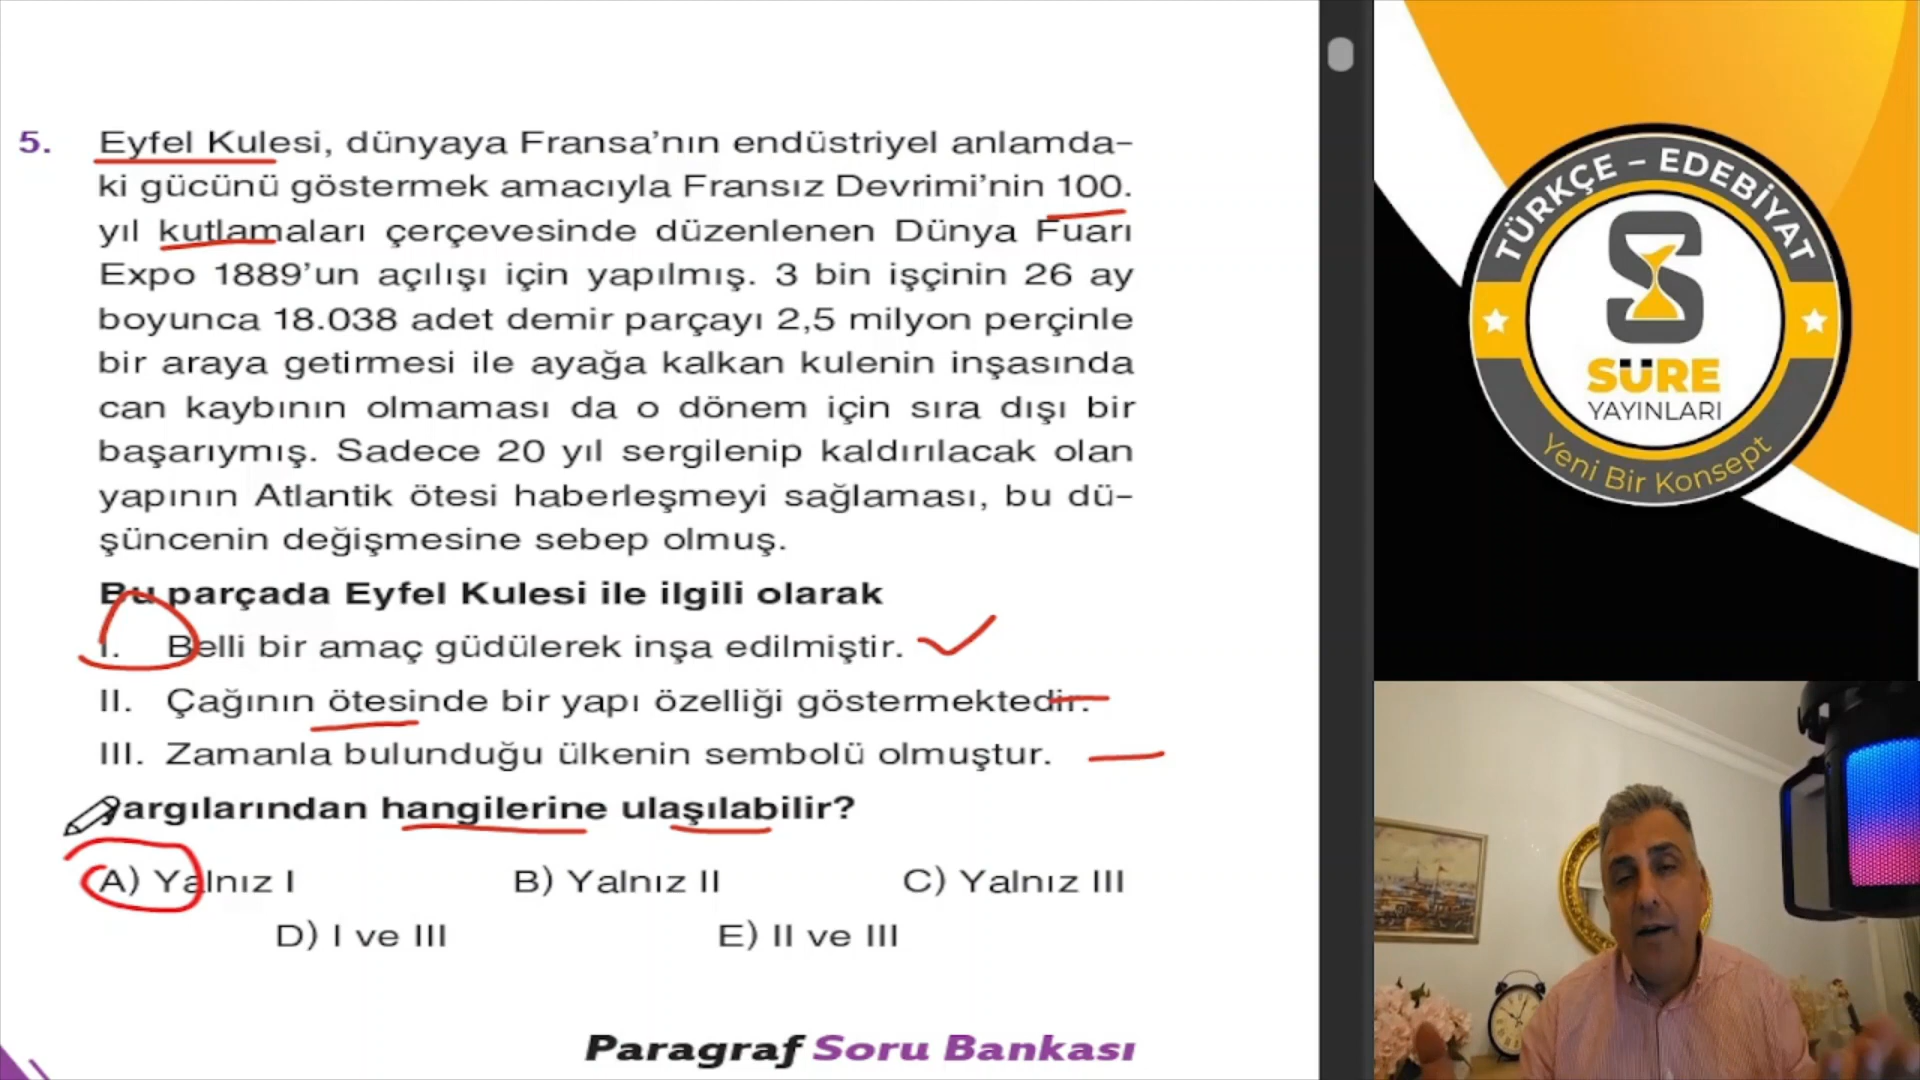 5. Eyfel Kulesi, dünyaya Fransa’nın endüstriyel anlamda-
ki gücünü göstermek amacıyla Fransız Devrimi’nin 100.
yıl kutlamaları çerçevesinde düzenlenen Dünya Fuarı
Expo 1889’un açılışı için yapılmış. 3 bin işçinin 26 ay
boyunca 18.038 adet demir parçayı 2,5 milyon perçinle
bir araya getirmesi ile ayağa kalkan kulenin inşasında
can kaybının olmaması da o dönem için sıra dışı bir
başarıymış. Sadece 20 yıl sergilenip kaldırılacak olan
yapının Atlantik ötesi haberleşmeyi sağlaması, bu dü-
şüncenin değişmesine sebep olmuş.
Bu parçada Eyfel Kulesi ile ilgili olarak
I. Belli bir amaç güdülerek inşa edilmiştir.
II. Çağının ötesinde bir yapı özelliği göstermektedir.
III. Zamanla bulunduğu ülkenin sembolü olmuştur.
yargılarından hangilerine ulaşılabilir?
A) Yalnız I B) Yalnız II C) Yalnız III
D) I ve III E) II ve III
Paragraf Soru Bankası
TÜRKÇE – EDEBİYAT
SÜRE
YAYINLARI
Yeni Bir Konsept